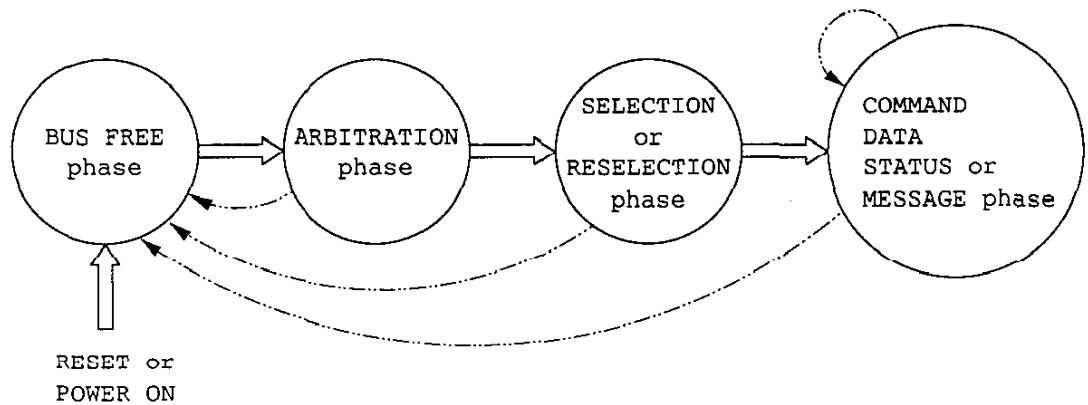 BUS FREE
phase
ARBITRATION
phase
SELECTION
or
RESELECTION
phase
COMMAND
DATA
STATUS or
MESSAGE phase
RESET or
POWER ON